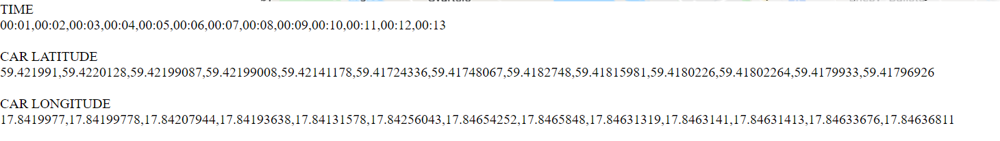 TIME
00:01,00:02,00:03,00:04,00:05,00:06,00:07,00:08,00:09,00:10,00:11,00:12,00:13
CAR LATITUDE
59.421991,59.4220128,59.42199087,59.42199008,59.42141178,59.41724336,59.41748067,59.4182748,59.41815981,59.4180226,59.41802264,59.4179933,59.41796926
CAR LONGITUDE
17.8419977,17.84199778,17.84207944,17.84193638,17.84131578,17.84256043,17.84654252,17.8465848,17.84631319,17.8463141,17.84631413,17.84633676,17.84636811